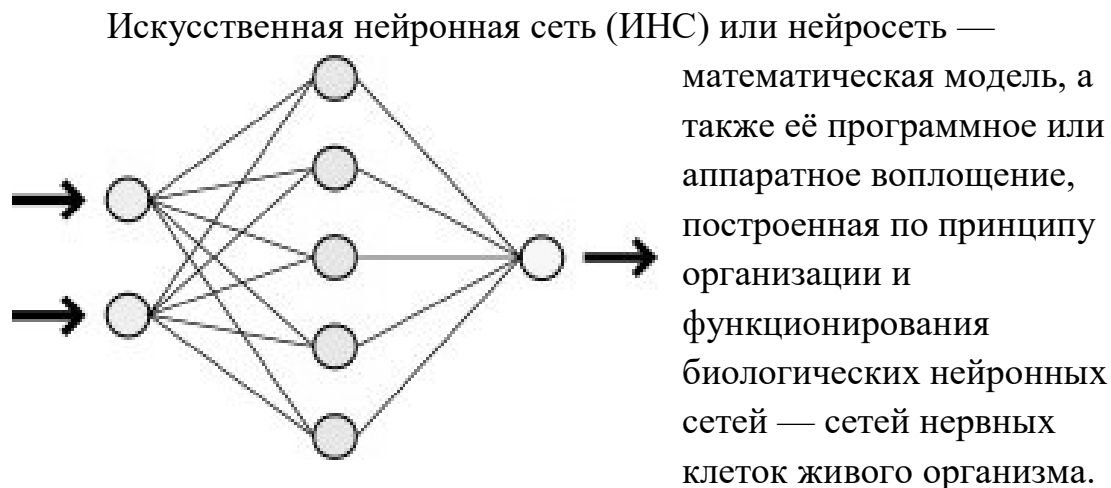 Искусственная нейронная сеть (ИНС) или нейросеть —
математическая модель, а
также её программное или
аппаратное воплощение,
построенная по принципу
организации и
функционирования
биологических нейронных
сетей — сетей нервных
клеток живого организма.